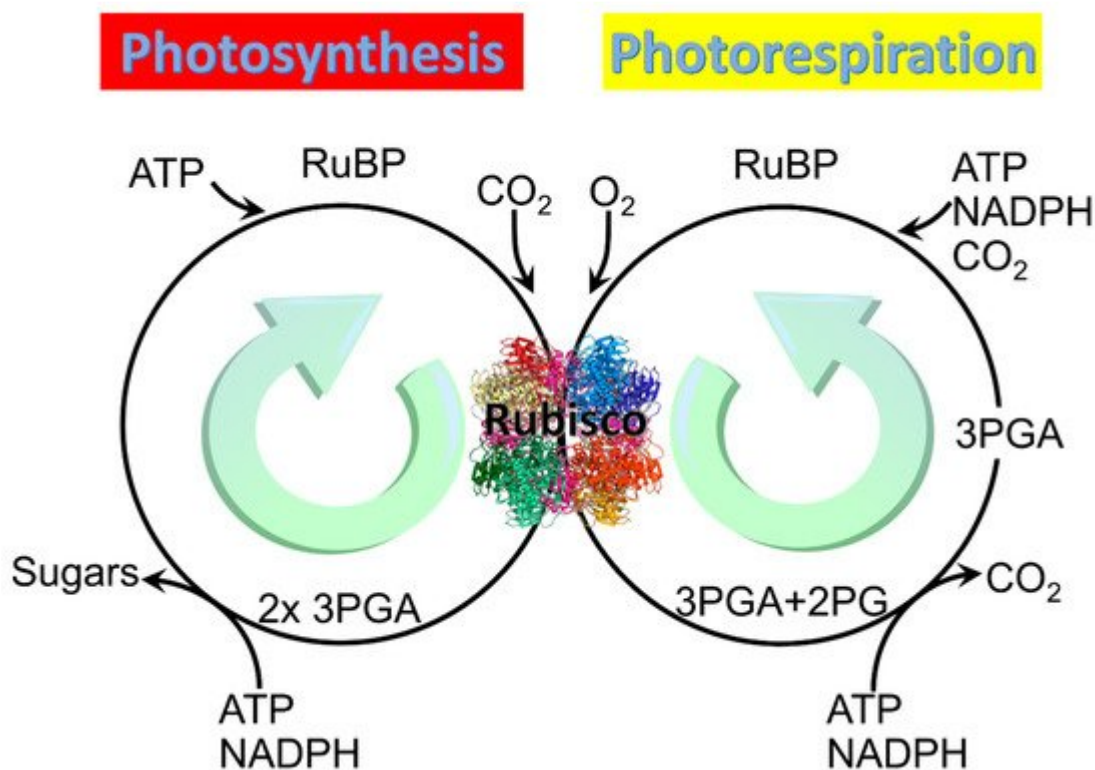 Photosynthesis
Photorespiration
ATP
RuBP
CO₂
O₂
RuBP
ATP
NADPH
CO₂
Rubisco
3PGA
Sugars
2x 3PGA
3PGA+2PG
CO₂
ATP
NADPH
ATP
NADPH